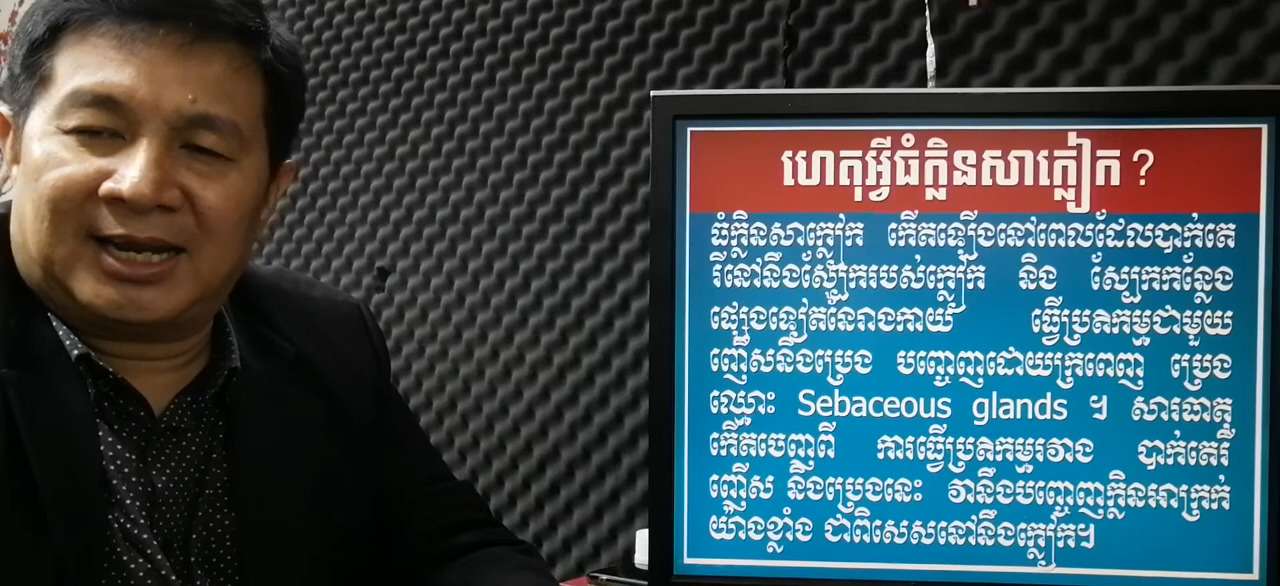 ហេតុអ្វីធំក្លិនសាក្លៀក ?
ធំក្លិនសាក្លៀក កើតឡើងនៅពេលដែលបាក់តេ
រីនៅនឹងស្បែករបស់ក្លៀក និង ស្បែកកន្លែង
ផ្សេងទៀតនៃរាងកាយ ធ្វើប្រតិកម្មជាមួយ
ញើសនឹងប្រេង បញ្ចេញដោយក្រពេញ ប្រេង
ឈ្មោះ Sebaceous glands ។ សារធាតុ
កើតចេញពី ការធ្វើប្រតិកម្មរវាង បាក់តេរី
ញើស និងប្រេងនេះ វានឹងបញ្ចេញក្លិនអាក្រក់
យ៉ាងខ្លាំង ជាពិសេសនៅនឹងក្លៀក។